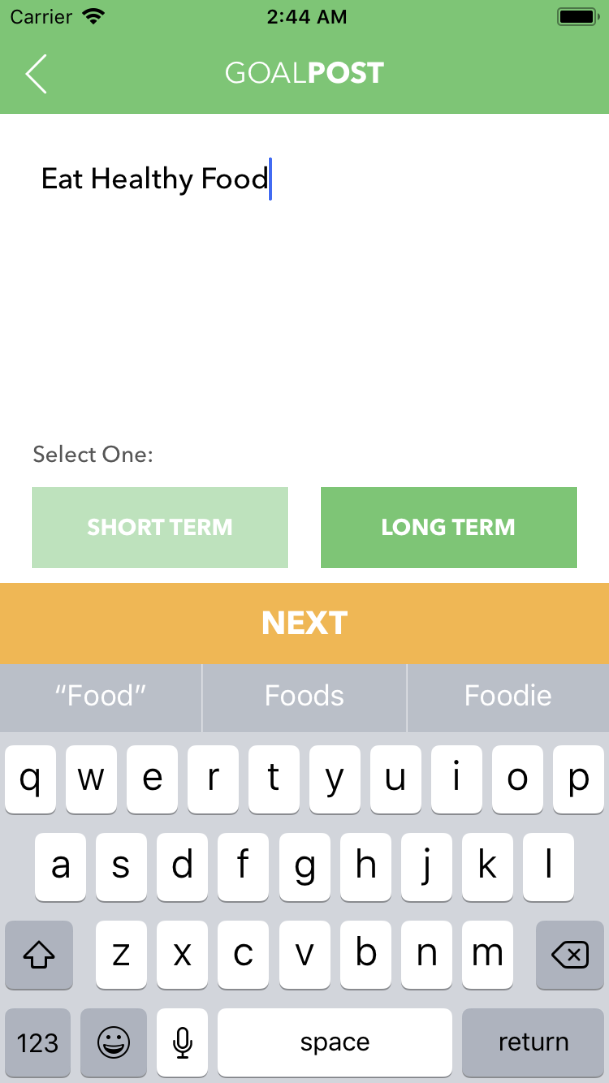 Carrier 2:44 AM
GOALPOST
Eat Healthy Food
Select One:
SHORT TERM LONG TERM
NEXT
“Food” Foods Foodie
q w e r t y u i o p
a s d f g h j k l
z x c v b n m
123 space return